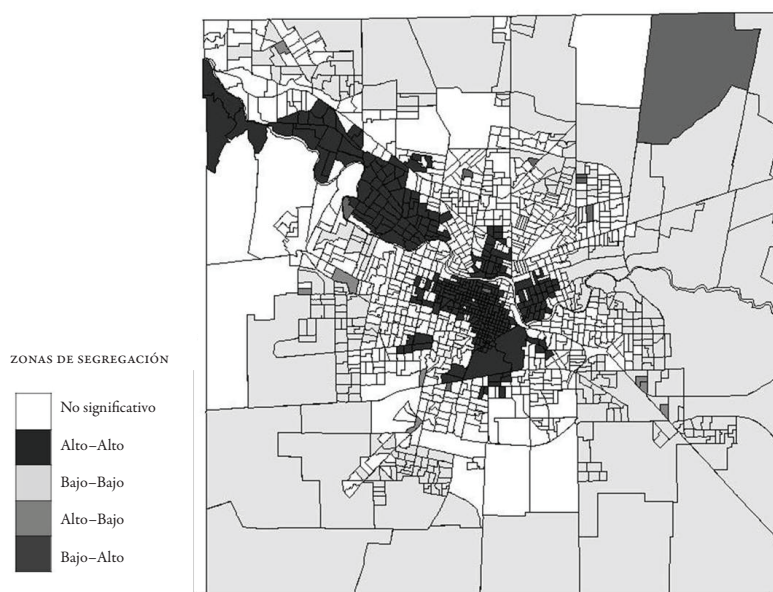 ZONAS DE SEGREGACIÓN
No significativo
Alto–Alto
Bajo–Bajo
Alto–Bajo
Bajo–Alto